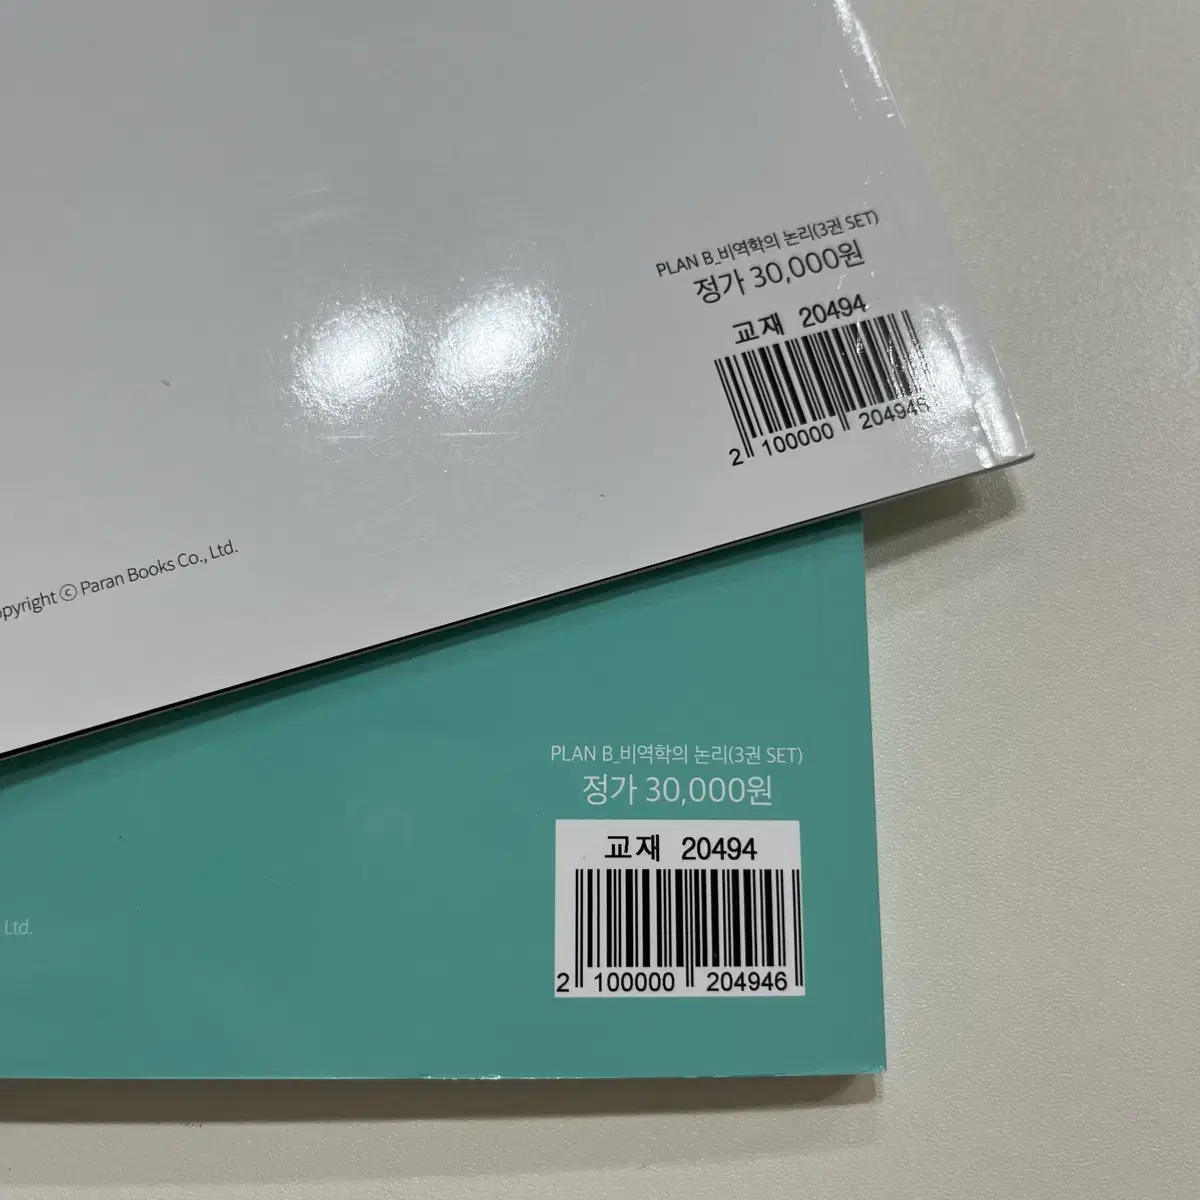 PLAN B_비역학의 논리(3권 SET)
정가 30,000원
교재 20494
2 100000 204946
opyright ⓒ Paran Books Co., Ltd.
PLAN B_비역학의 논리(3권 SET)
정가 30,000원
교재 20494
2 100000 204946
Ltd.